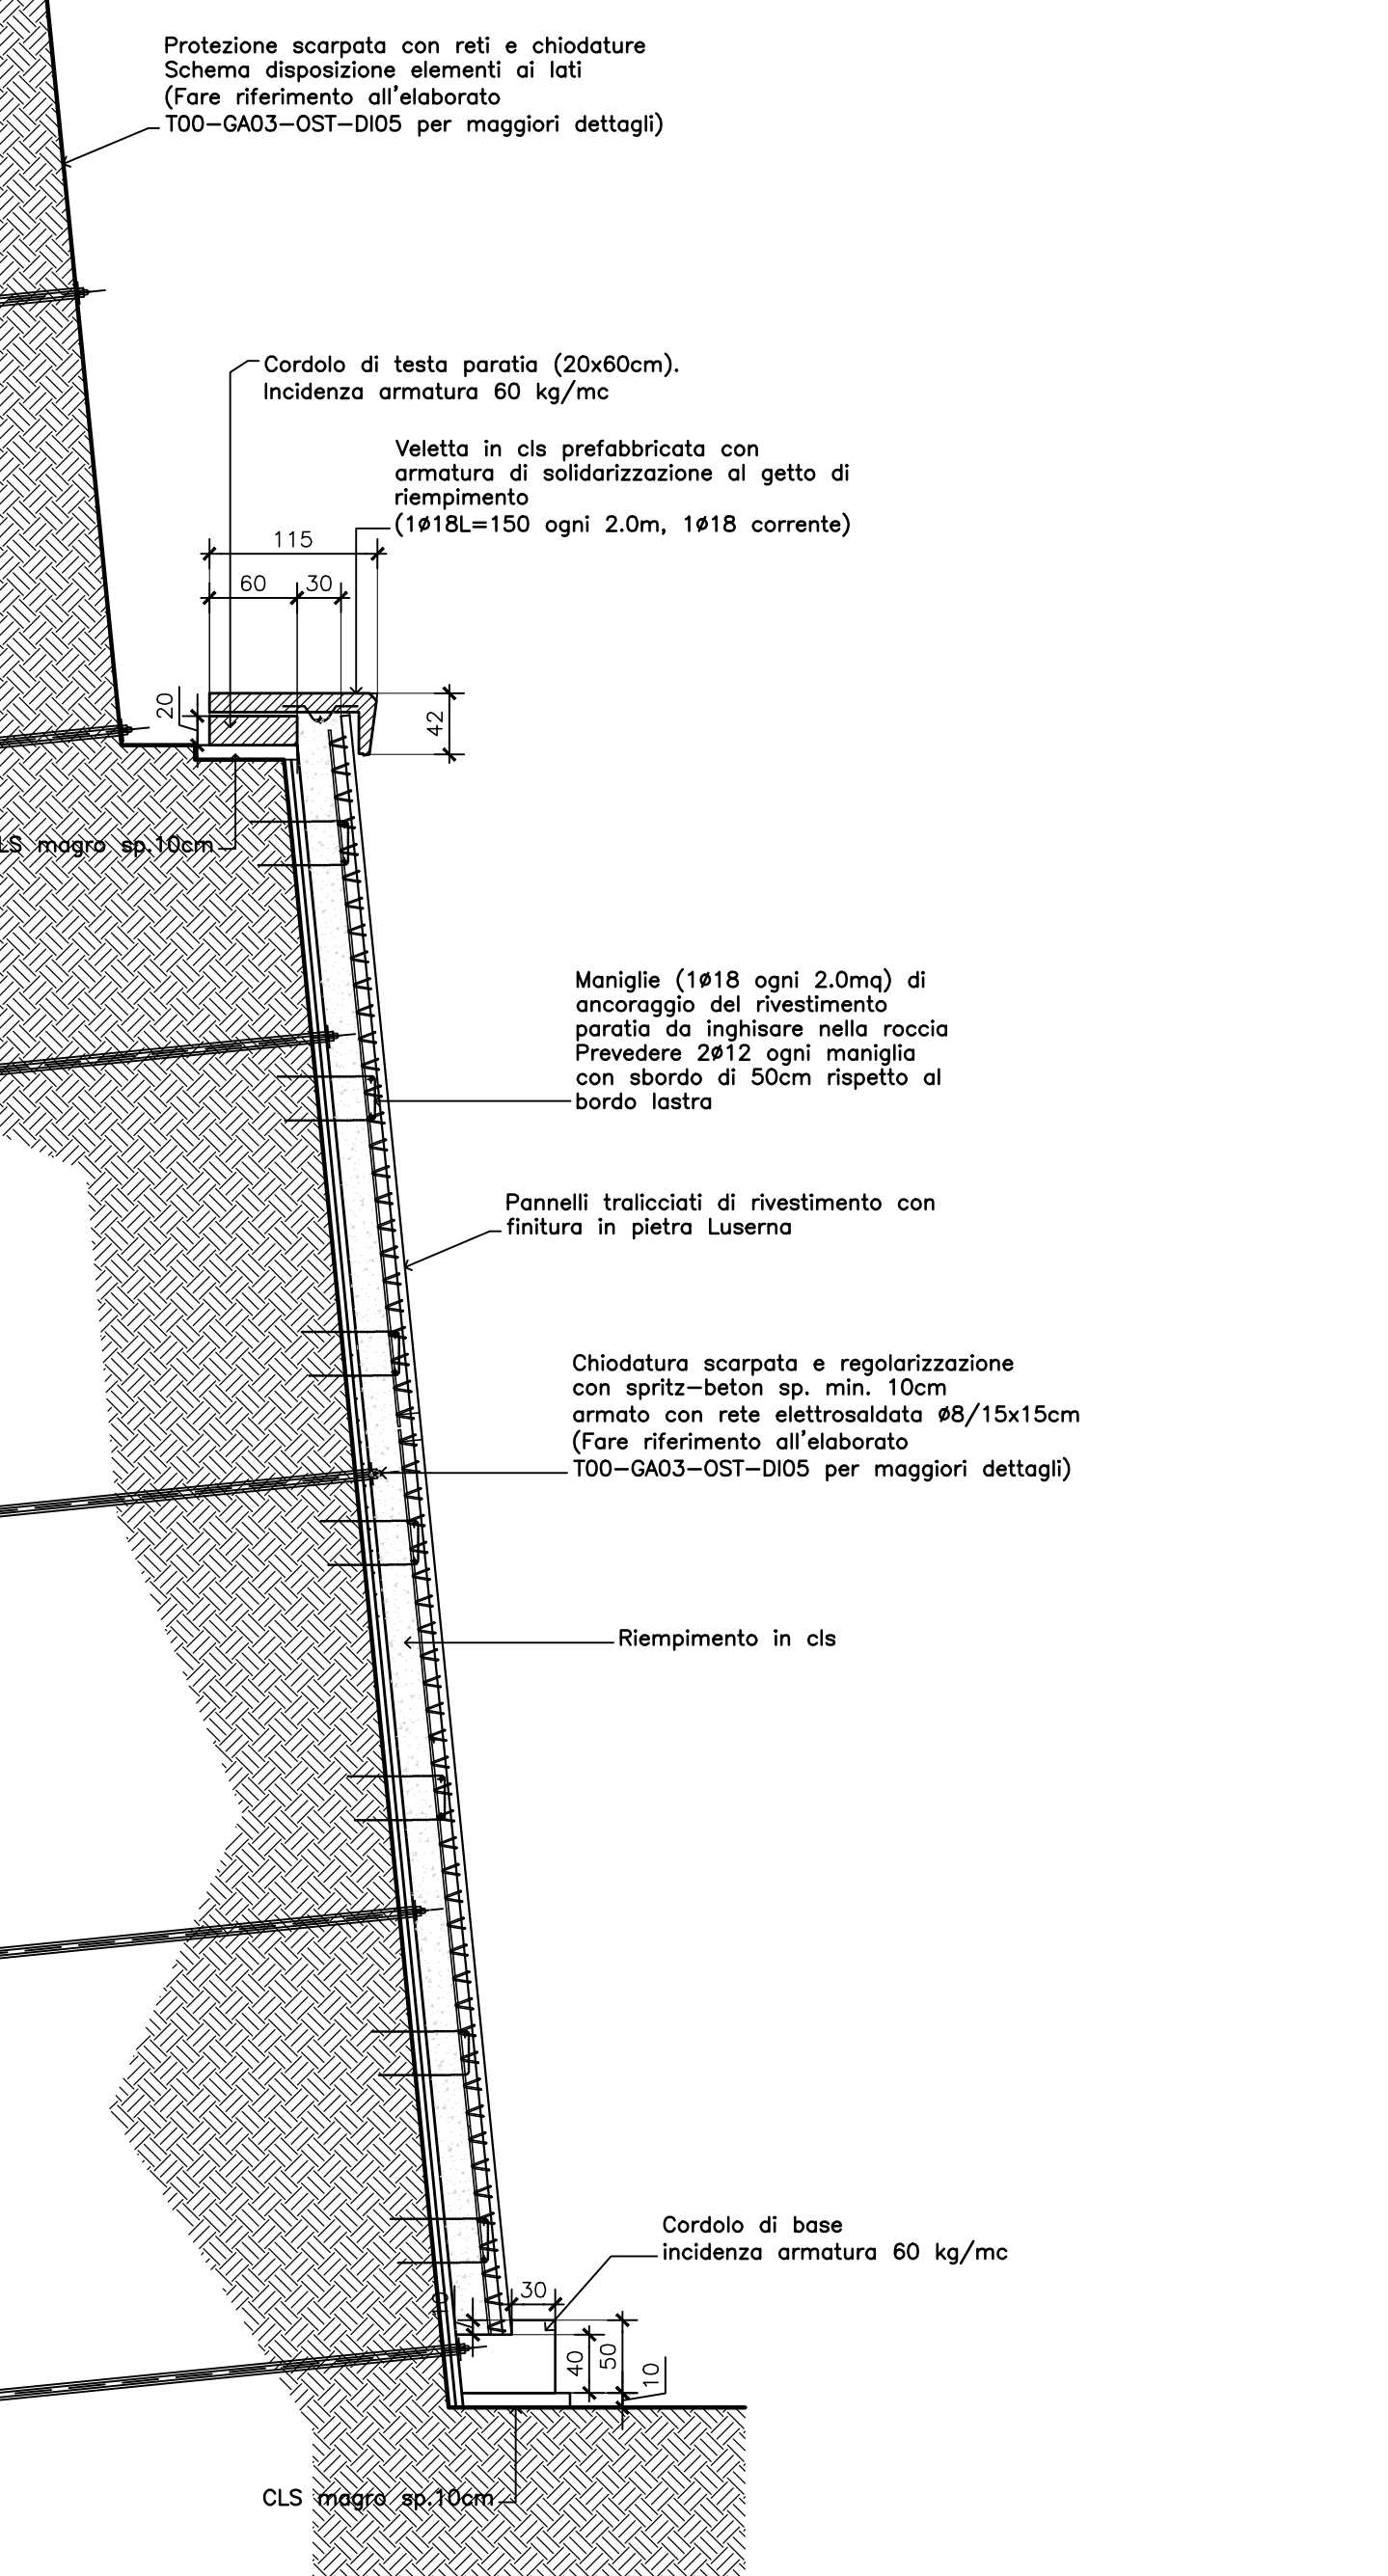 Protezione scarpata con reti e chiodature
Schema disposizione elementi ai lati
(Fare riferimento all'elaborato
T00-GA03-OST-DI05 per maggiori dettagli)
Cordolo di testa paratia (20x60cm).
Incidenza armatura 60 kg/mc
Veletta in cls prefabbricata con
armatura di solidarizzazione al getto di
riempimento
(1ø18L=150 ogni 2.0m, 1ø18 corrente)
115
60
30
20
42
LS magro sp.10cm
Maniglie (1ø18 ogni 2.0mq) di
ancoraggio del rivestimento
paratia da inghisare nella roccia
Prevedere 2ø12 ogni maniglia
con sbordo di 50cm rispetto al
bordo lastra
Pannelli tralicciati di rivestimento con
finitura in pietra Luserna
Chiodatura scarpata e regolarizzazione
con spritz-beton sp. min. 10cm
armato con rete elettrosaldata ø8/15x15cm
(Fare riferimento all'elaborato
T00-GA03-OST-DI05 per maggiori dettagli)
Riempimento in cls
Cordolo di base
incidenza armatura 60 kg/mc
10
30
40
50
10
CLS magro sp.10cm